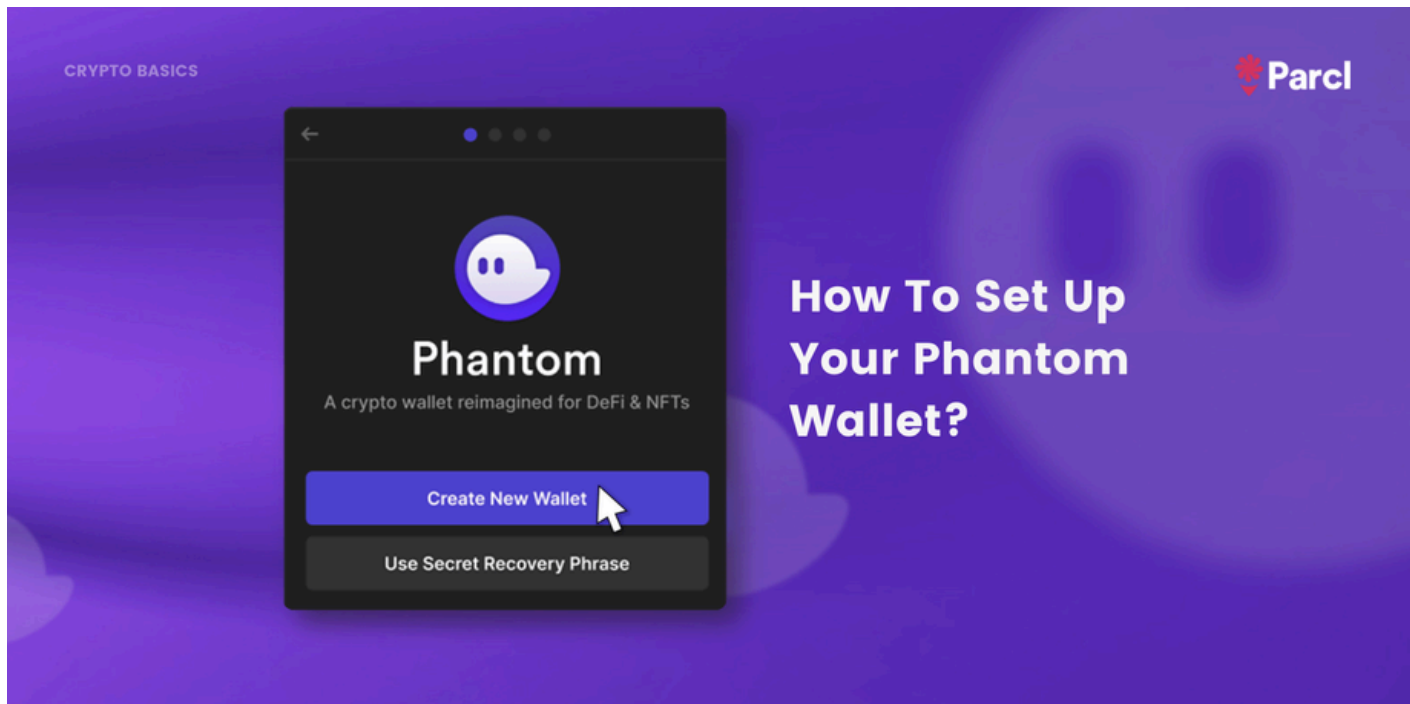 CRYPTO BASICS
Parcl
Phantom
A crypto wallet reimagined for DeFi & NFTs
Create New Wallet
Use Secret Recovery Phrase
How To Set Up
Your Phantom
Wallet?